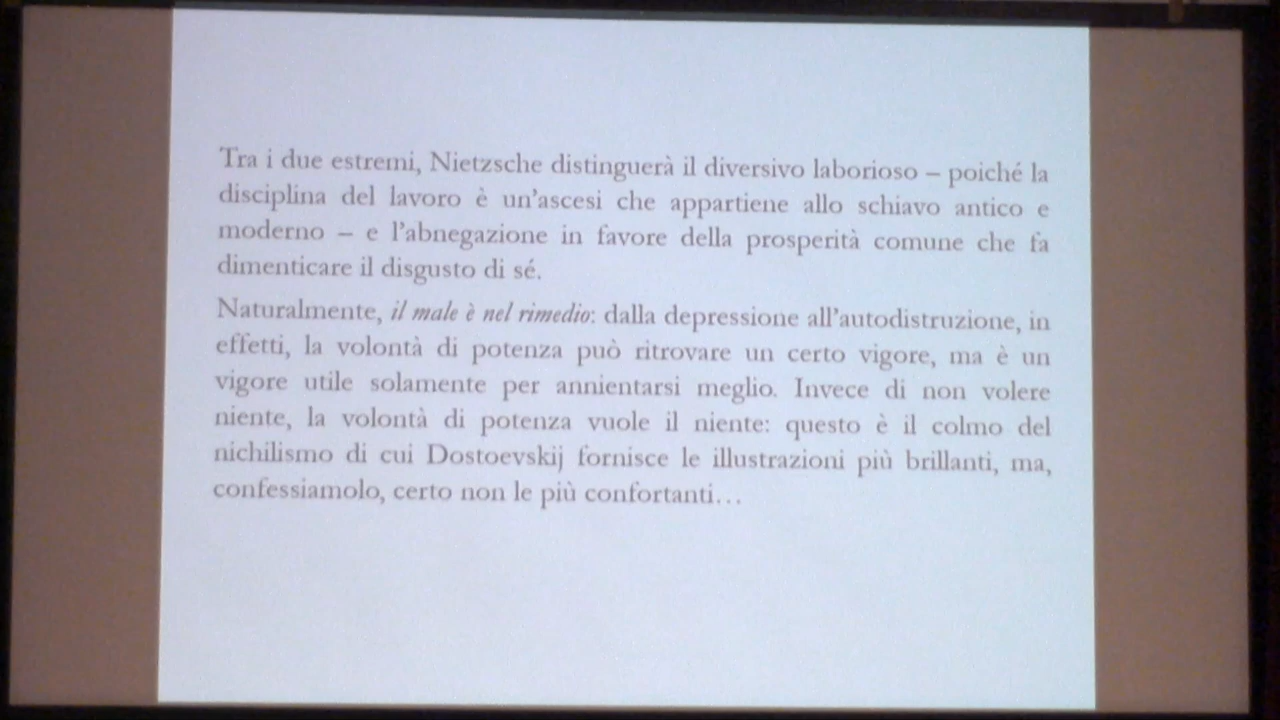 Tra i due estremi, Nietzsche distinguerà il diversivo laborioso – poiché la
disciplina del lavoro è un’ascesi che appartiene allo schiavo antico e
moderno – e l’abnegazione in favore della prosperità comune che fa
dimenticare il disgusto di sé.
Naturalmente, il male è nel rimedio: dalla depressione all’autodistruzione, in
effetti, la volontà di potenza può ritrovare un certo vigore, ma è un
vigore utile solamente per annientarsi meglio. Invece di non volere
niente, la volontà di potenza vuole il niente: questo è il colmo del
nichilismo di cui Dostoevskij fornisce le illustrazioni più brillanti, ma,
confessiamolo, certo non le più confortanti…